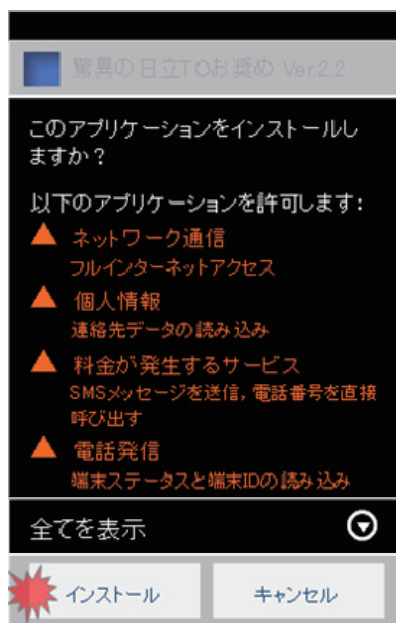 驚異の日立TOお奨め Ver.2.2
このアプリケーションをインストールし
ますか？
以下のアプリケーションを許可します：
ネットワーク通信
フルインターネットアクセス
個人情報
連絡先データの読み込み
料金が発生するサービス
SMSメッセージを送信，電話番号を直接
呼び出す
電話発信
端末ステータスと端末IDの読み込み
全てを表示
インストール
キャンセル